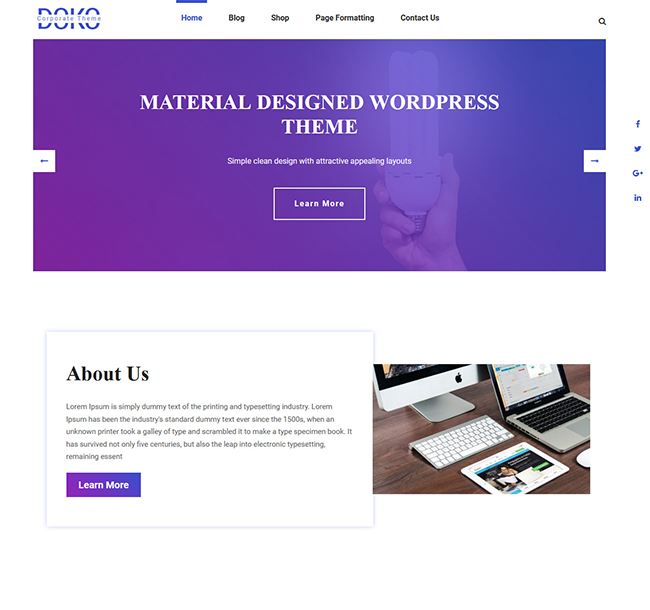 DOKO
Corporate Theme
Home Blog Shop Page Formatting Contact Us
MATERIAL DESIGNED WORDPRESS
THEME
Simple clean design with attractive appealing layouts
Learn More
About Us
Lorem Ipsum is simply dummy text of the printing and typesetting industry. Lorem
Ipsum has been the industry's standard dummy text ever since the 1500s, when an
unknown printer took a galley of type and scrambled it to make a type specimen book. It
has survived not only five centuries, but also the leap into electronic typesetting,
remaining essent
Learn More